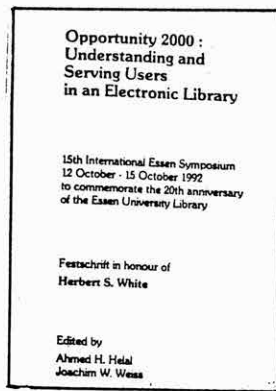 Opportunity 2000 :
Understanding and
Serving Users
in an Electronic Library
15th International Essen Symposium
12 October - 15 October 1992
to commemorate the 20th anniversary
of the Essen University Library
Festschrift in honour of
Herbert S. White
Edited by
Ahmed H. Helal
Joachim W. Weiss